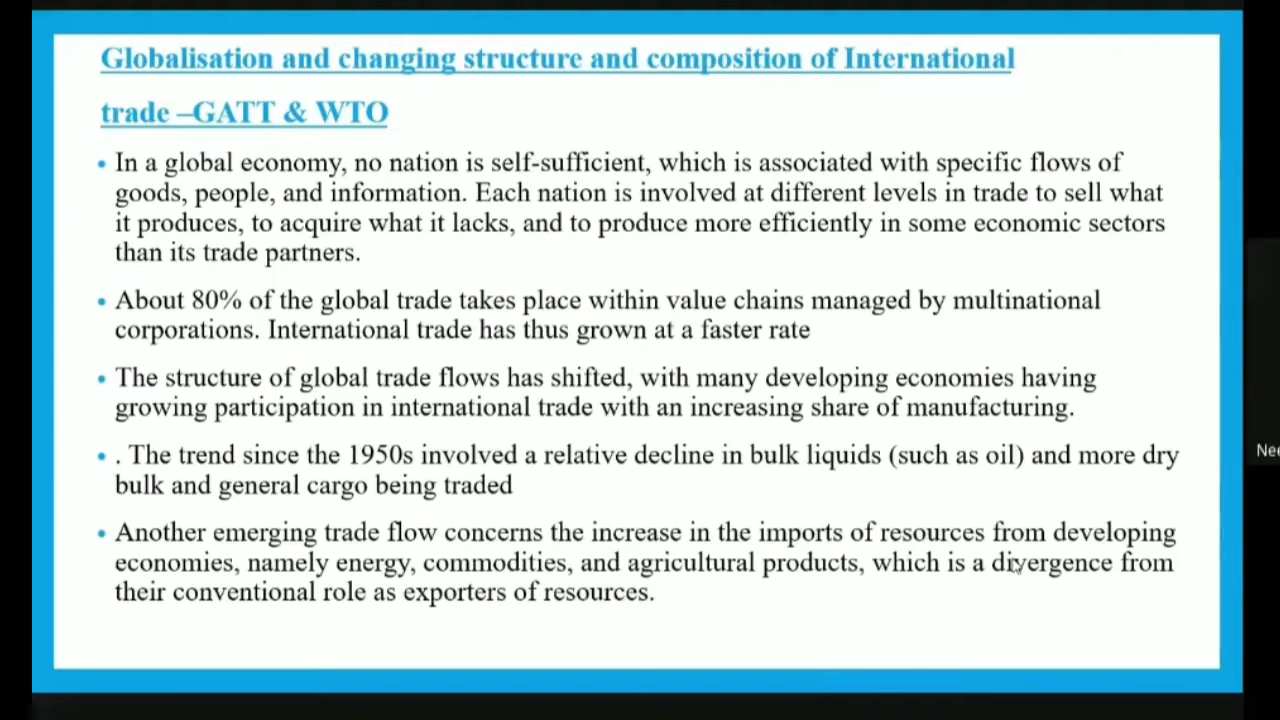 Globalisation and changing structure and composition of International
trade –GATT & WTO
• In a global economy, no nation is self-sufficient, which is associated with specific flows of
goods, people, and information. Each nation is involved at different levels in trade to sell what
it produces, to acquire what it lacks, and to produce more efficiently in some economic sectors
than its trade partners.
• About 80% of the global trade takes place within value chains managed by multinational
corporations. International trade has thus grown at a faster rate
• The structure of global trade flows has shifted, with many developing economies having
growing participation in international trade with an increasing share of manufacturing.
• . The trend since the 1950s involved a relative decline in bulk liquids (such as oil) and more dry
bulk and general cargo being traded
• Another emerging trade flow concerns the increase in the imports of resources from developing
economies, namely energy, commodities, and agricultural products, which is a divergence from
their conventional role as exporters of resources.
Nee